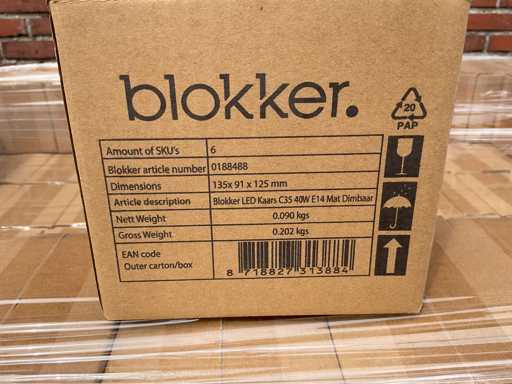 blokker.
20
PAP
Amount of SKU's 6
Blokker article number 0188488
Dimensions 135x 91 x 125 mm
Article description Blokker LED Kaars C35 40W E14 Mat Dimbaar
Nett Weight 0.090 kgs
Gross Weight 0.202 kgs
EAN code
Outer carton/box
8 718827 313884